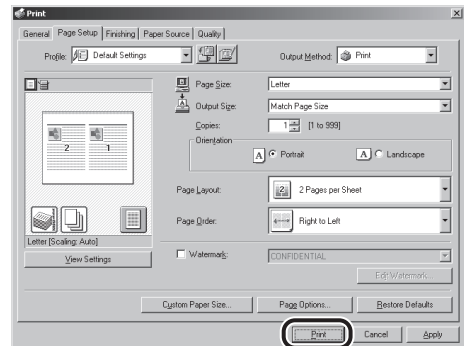 Print
General Page Setup Finishing Paper Source Quality
Profile: Default Settings Output Method: Print
Page Size: Letter
Output Size: Match Page Size
Copies: 1 [1 to 999]
Orientation
A Portrait A Landscape
2 1
Page Layout: 2 2 Pages per Sheet
Page Order: Right to Left
Letter [Scaling: Auto]
View Settings
Watermark: CONFIDENTIAL
Edit Watermark...
Custom Paper Size... Page Options... Restore Defaults
Print Cancel Apply